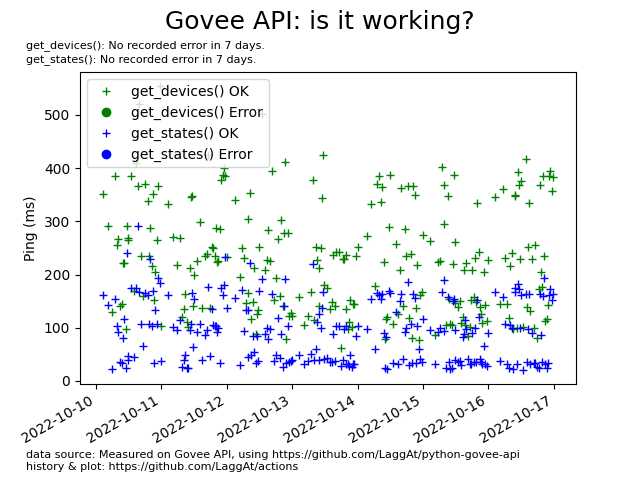 Govee API: is it working?
get_devices(): No recorded error in 7 days.
get_states(): No recorded error in 7 days.
get_devices() OK
get_devices() Error
get_states() OK
get_states() Error
Ping (ms)
500
400
300
200
100
0
2022-10-10
2022-10-11
2022-10-12
2022-10-13
2022-10-14
2022-10-15
2022-10-16
2022-10-17
data source: Measured on Govee API, using https://github.com/LaggAt/python-govee-api
history & plot: https://github.com/LaggAt/actions